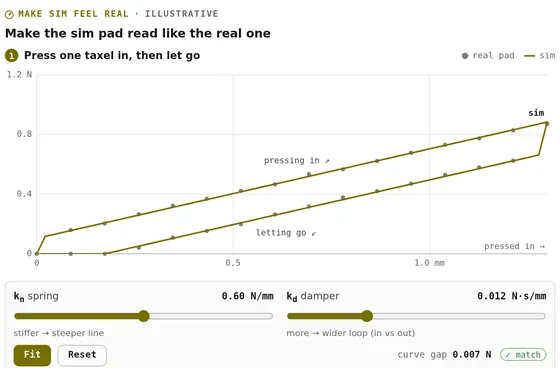 MAKE SIM FEEL REAL · ILLUSTRATIVE
Make the sim pad read like the real one
1 Press one taxel in, then let go
real pad sim
1.2 N
sim
0.8
pressing in ↗
0.4
letting go ↙
pressed in →
0
0 0.5 1.0 mm
kn spring 0.60 N/mm
kd damper 0.012 N·s/mm
stiffer → steeper line
more → wider loop (in vs out)
Fit Reset
curve gap 0.007 N ✓ match